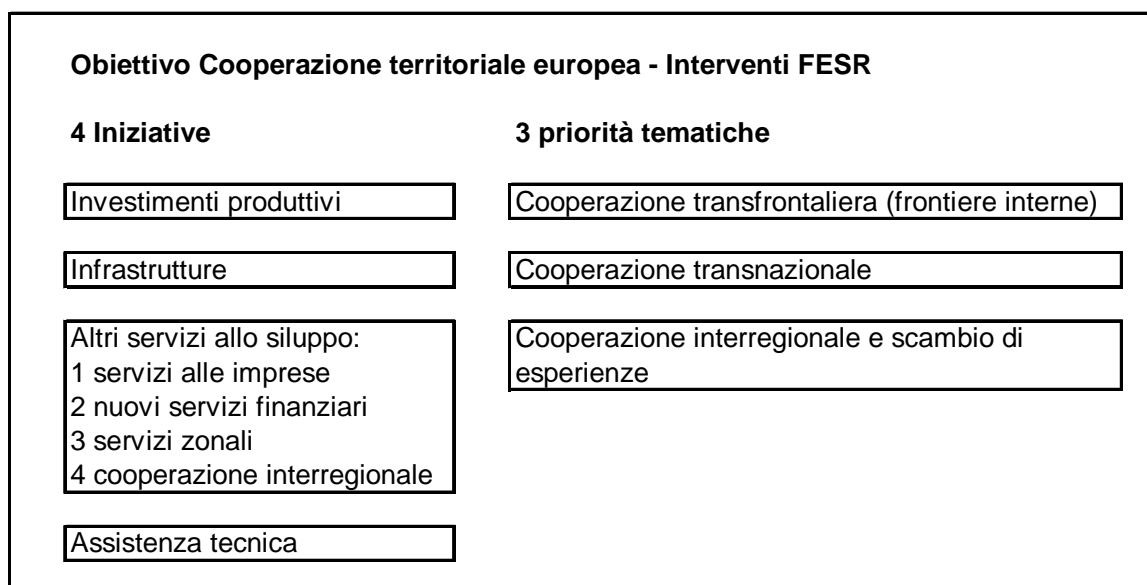 Obiettivo Cooperazione territoriale europea - Interventi FESR
4 Iniziative
3 priorità tematiche
Investimenti produttivi
Cooperazione transfrontaliera (frontiere interne)
Infrastrutture
Cooperazione transnazionale
Altri servizi allo siluppo:
1 servizi alle imprese
2 nuovi servizi finanziari
3 servizi zonali
4 cooperazione interregionale
Cooperazione interregionale e scambio di
esperienze
Assistenza tecnica